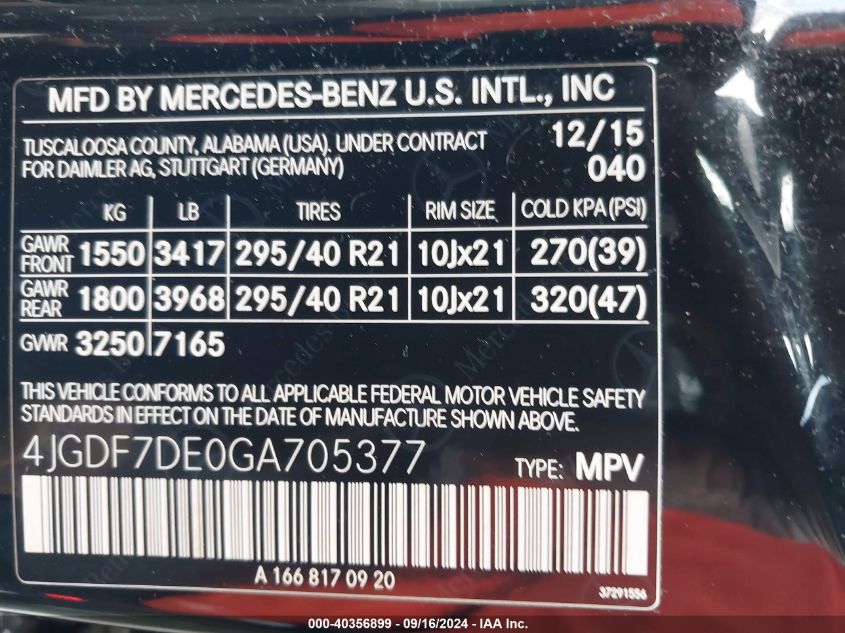 MFD BY MERCEDES-BENZ U.S. INTL., INC
TUSCALOOSA COUNTY, ALABAMA (USA). UNDER CONTRACT 12/15
FOR DAIMLER AG, STUTTGART (GERMANY) 040
KG LB TIRES RIM SIZE COLD KPA (PSI)
GAWR FRONT 1550 3417 295/40 R21 10Jx21 270(39)
GAWR REAR 1800 3968 295/40 R21 10Jx21 320(47)
GVWR 3250 7165
THIS VEHICLE CONFORMS TO ALL APPLICABLE FEDERAL MOTOR VEHICLE SAFETY
STANDARDS IN EFFECT ON THE DATE OF MANUFACTURE SHOWN ABOVE.
4JGDF7DE0GA705377 TYPE: MPV
A 166 817 09 20
37291556
000-40356899 - 09/16/2024 - IAA Inc.